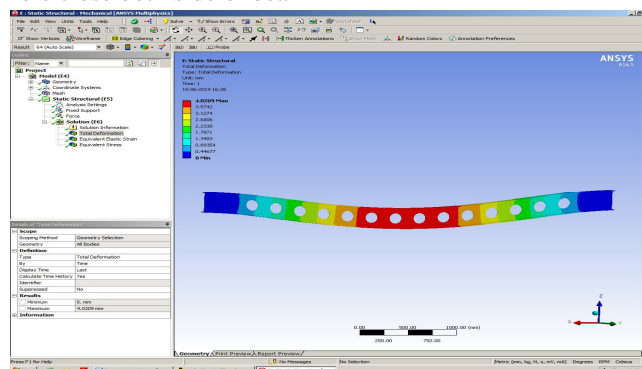 E : Static Structural - Mechanical [ANSYS Multiphysics]
File Edit View Units Tools Help
Solve
?/ Show Errors
Worksheet
Show Vertices
Wireframe
Edge Coloring
Thicken Annotations
Show Mesh
Random Colors
Annotation Preferences
Result 64 (Auto Scale)
Probe
Outline
Filter: Name
Project
Model (E4)
Geometry
Coordinate Systems
Mesh
Static Structural (E5)
Analysis Settings
Fixed Support
Force
Solution (E6)
Solution Information
Total Deformation
Equivalent Elastic Strain
Equivalent Stress
Details of "Total Deformation"
Scope
Scoping Method Geometry Selection
Geometry All Bodies
Definition
Type Total Deformation
By Time
Display Time Last
Calculate Time History Yes
Identifier
Suppressed No
Results
Minimum 0. mm
Maximum 4.0209 mm
Information
E: Static Structural
Total Deformation
Type: Total Deformation
Unit: mm
Time: 1
4.0209 Max
3.5742
3.1274
2.6806
2.2338
1.7871
1.3403
0.89354
0.44677
0 Min
ANSYS
0.00 500.00 1000.00 (mm)
250.00 750.00
Z
X
Geometry Print Preview Report Preview
Press F1 for Help
No Messages
No Selection
Metric (mm, kg, N, s, mV, mA) Degrees RPM Celsius